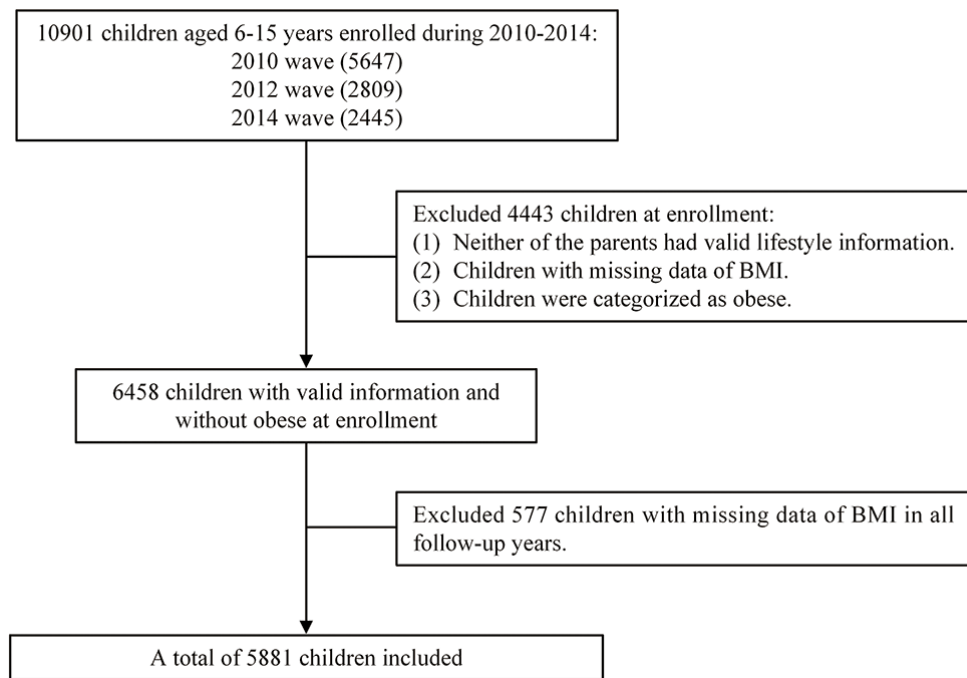 10901 children aged 6-15 years enrolled during 2010-2014:
2010 wave (5647)
2012 wave (2809)
2014 wave (2445)
Excluded 4443 children at enrollment:
(1) Neither of the parents had valid lifestyle information.
(2) Children with missing data of BMI.
(3) Children were categorized as obese.
6458 children with valid information and
without obese at enrollment
Excluded 577 children with missing data of BMI in all
follow-up years.
A total of 5881 children included